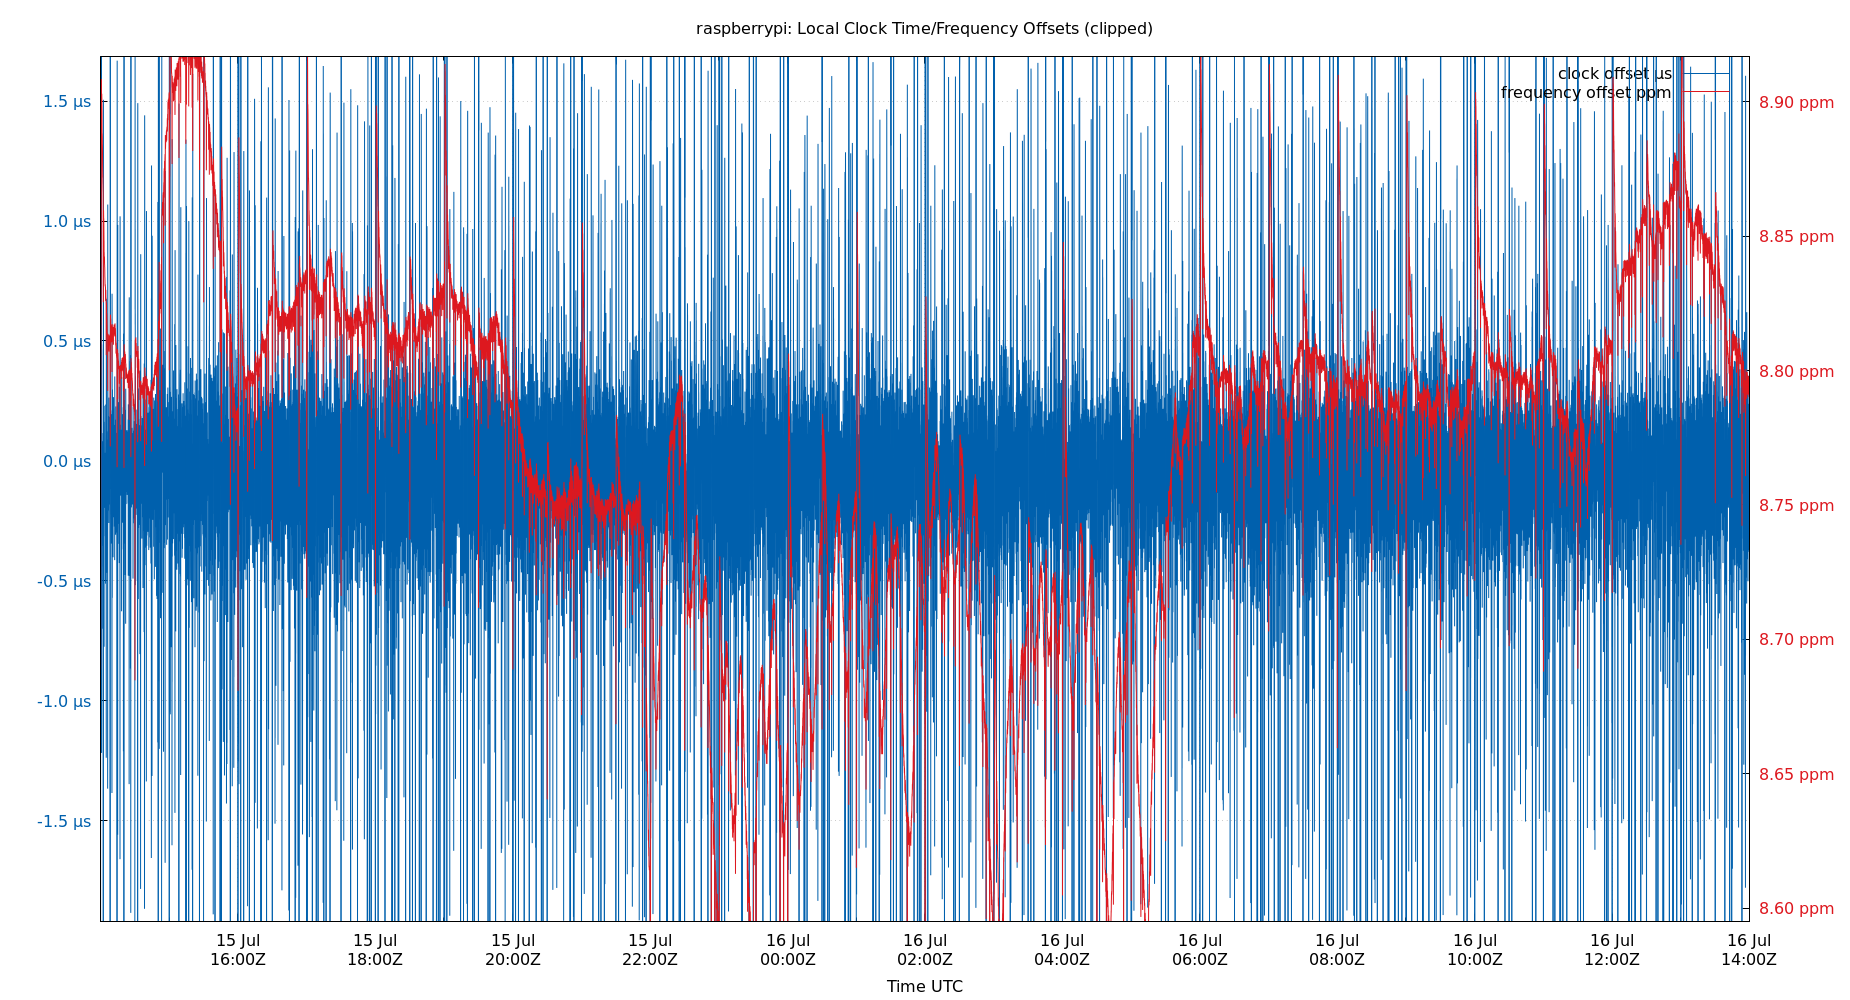 raspberrypi: Local Clock Time/Frequency Offsets (clipped)
clock offset µs
frequency offset ppm
1.5 µs
1.0 µs
0.5 µs
0.0 µs
-0.5 µs
-1.0 µs
-1.5 µs
8.90 ppm
8.85 ppm
8.80 ppm
8.75 ppm
8.70 ppm
8.65 ppm
8.60 ppm
15 Jul 15 Jul 15 Jul 15 Jul 16 Jul 16 Jul 16 Jul 16 Jul 16 Jul 16 Jul 16 Jul 16 Jul
16:00Z 18:00Z 20:00Z 22:00Z 00:00Z 02:00Z 04:00Z 06:00Z 08:00Z 10:00Z 12:00Z 14:00Z
Time UTC